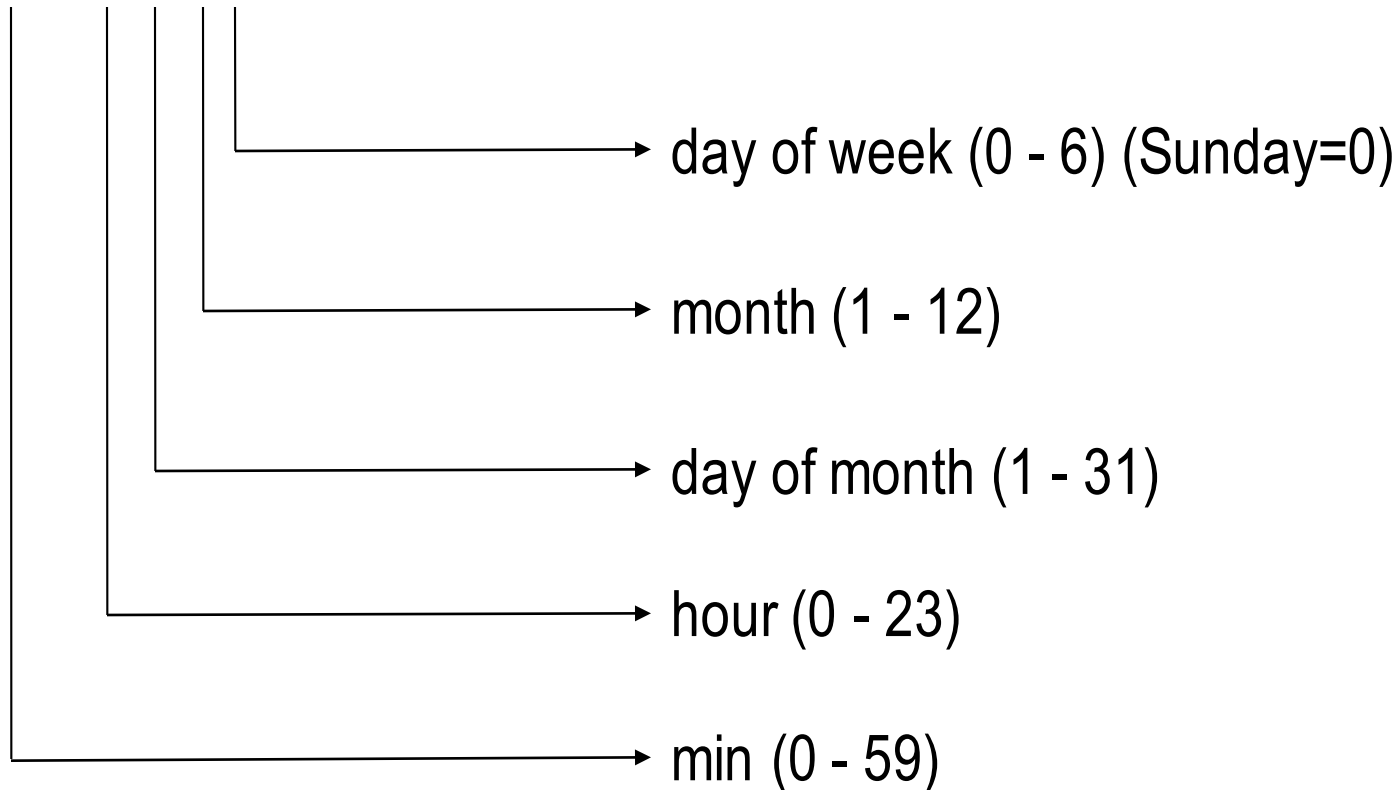 day of week (0 - 6) (Sunday=0)
month (1 - 12)
day of month (1 - 31)
hour (0 - 23)
min (0 - 59)